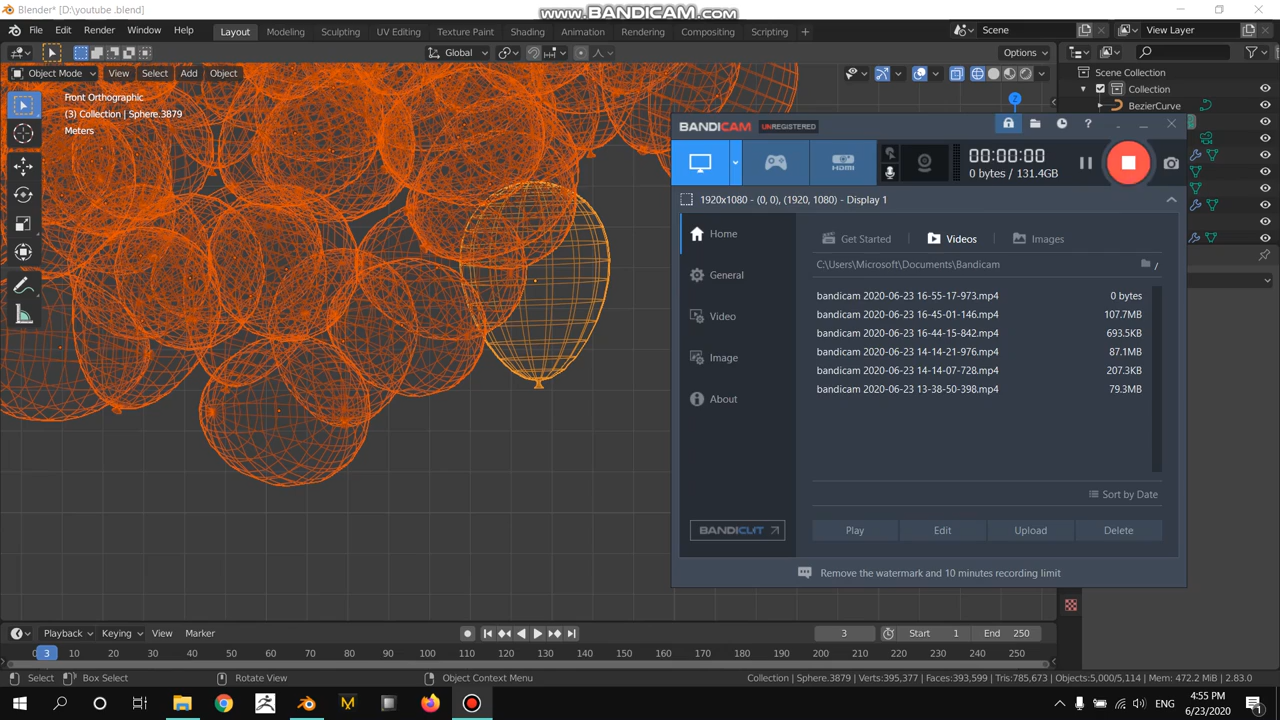 Blender* [D:\youtube .blend]
www.BANDICAM.com
File Edit Render Window Help Layout Modeling Sculpting UV Editing Texture Paint Shading Animation Rendering Compositing Scripting + Scene View Layer
Global Options
Object Mode View Select Add Object
Scene Collection
Collection
BezierCurve
Front Orthographic
(3) Collection | Sphere.3879
Meters
Z
BANDICAM UNREGISTERED
HDMI
00:00:00
0 bytes / 131.4GB
1920x1080 - (0, 0), (1920, 1080) - Display 1
Home
General
Video
Image
About
BANDICUT
Get Started Videos Images
C:\Users\Microsoft\Documents\Bandicam /
bandicam 2020-06-23 16-55-17-973.mp4 0 bytes
bandicam 2020-06-23 16-45-01-146.mp4 107.7MB
bandicam 2020-06-23 16-44-15-842.mp4 693.5KB
bandicam 2020-06-23 14-14-21-976.mp4 87.1MB
bandicam 2020-06-23 14-14-07-728.mp4 207.3KB
bandicam 2020-06-23 13-38-50-398.mp4 79.3MB
Sort by Date
Play Edit Upload Delete
Remove the watermark and 10 minutes recording limit
Playback Keying View Marker 3 Start 1 End 250
0 3 10 20 30 40 50 60 70 80 90 100 110 120 130 140 150 160 170 180 190 200 210 220 230 240 250
Select Box Select Rotate View Object Context Menu Collection | Sphere.3879 | Verts:395,377 | Faces:393,599 | Tris:785,673 | Objects:5,000/5,114 | Mem: 472.2 MiB | 2.83.0
M ENG 4:55 PM
6/23/2020
1